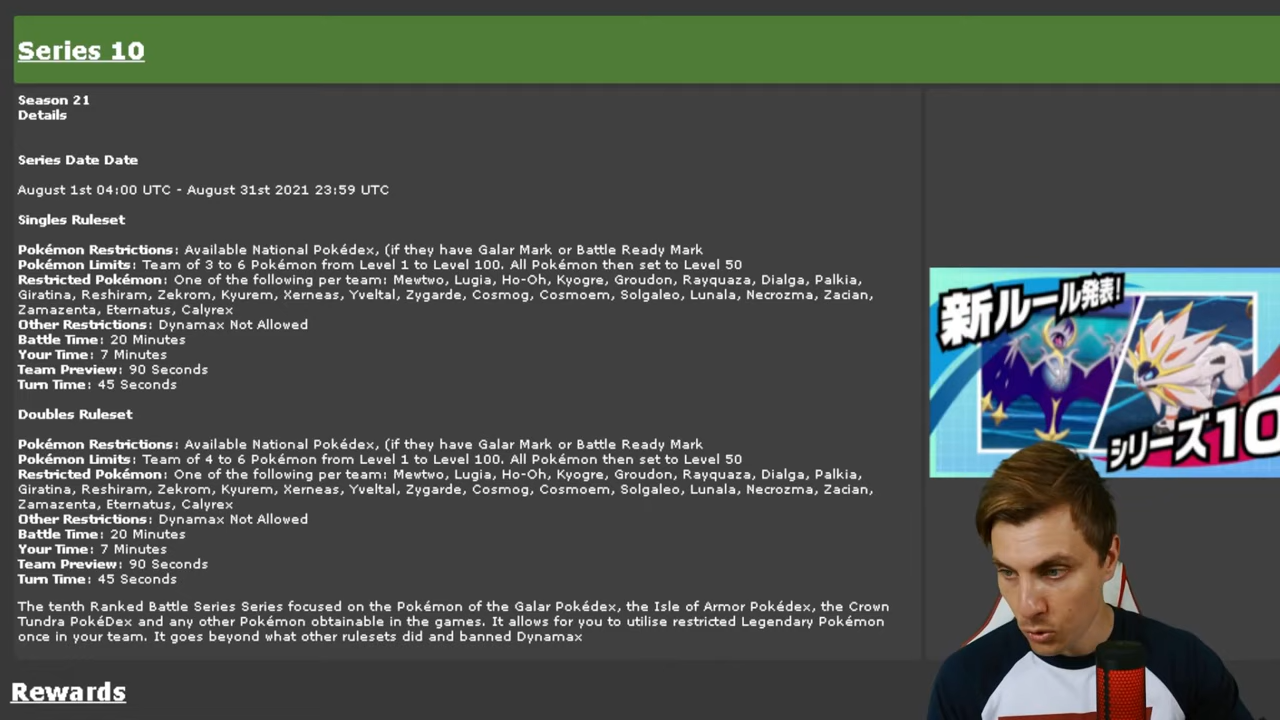 Series 10
Season 21
Details
Series Date Date
August 1st 04:00 UTC - August 31st 2021 23:59 UTC
Singles Ruleset
Pokémon Restrictions: Available National Pokédex, (if they have Galar Mark or Battle Ready Mark
Pokémon Limits: Team of 3 to 6 Pokémon from Level 1 to Level 100. All Pokémon then set to Level 50
Restricted Pokémon: One of the following per team: Mewtwo, Lugia, Ho-Oh, Kyogre, Groudon, Rayquaza, Dialga, Palkia,
Giratina, Reshiram, Zekrom, Kyurem, Xerneas, Yveltal, Zygarde, Cosmog, Cosmoem, Solgaleo, Lunala, Necrozma, Zacian,
Zamazenta, Eternatus, Calyrex
Other Restrictions: Dynamax Not Allowed
Battle Time: 20 Minutes
Your Time: 7 Minutes
Team Preview: 90 Seconds
Turn Time: 45 Seconds
Doubles Ruleset
Pokémon Restrictions: Available National Pokédex, (if they have Galar Mark or Battle Ready Mark
Pokémon Limits: Team of 4 to 6 Pokémon from Level 1 to Level 100. All Pokémon then set to Level 50
Restricted Pokémon: One of the following per team: Mewtwo, Lugia, Ho-Oh, Kyogre, Groudon, Rayquaza, Dialga, Palkia,
Giratina, Reshiram, Zekrom, Kyurem, Xerneas, Yveltal, Zygarde, Cosmog, Cosmoem, Solgaleo, Lunala, Necrozma, Zacian,
Zamazenta, Eternatus, Calyrex
Other Restrictions: Dynamax Not Allowed
Battle Time: 20 Minutes
Your Time: 7 Minutes
Team Preview: 90 Seconds
Turn Time: 45 Seconds
The tenth Ranked Battle Series Series focused on the Pokémon of the Galar Pokédex, the Isle of Armor Pokédex, the Crown
Tundra PokéDex and any other Pokémon obtainable in the games. It allows for you to utilise restricted Legendary Pokémon
once in your team. It goes beyond what other rulesets did and banned Dynamax
Rewards
新ルール発表!
シリーズ10